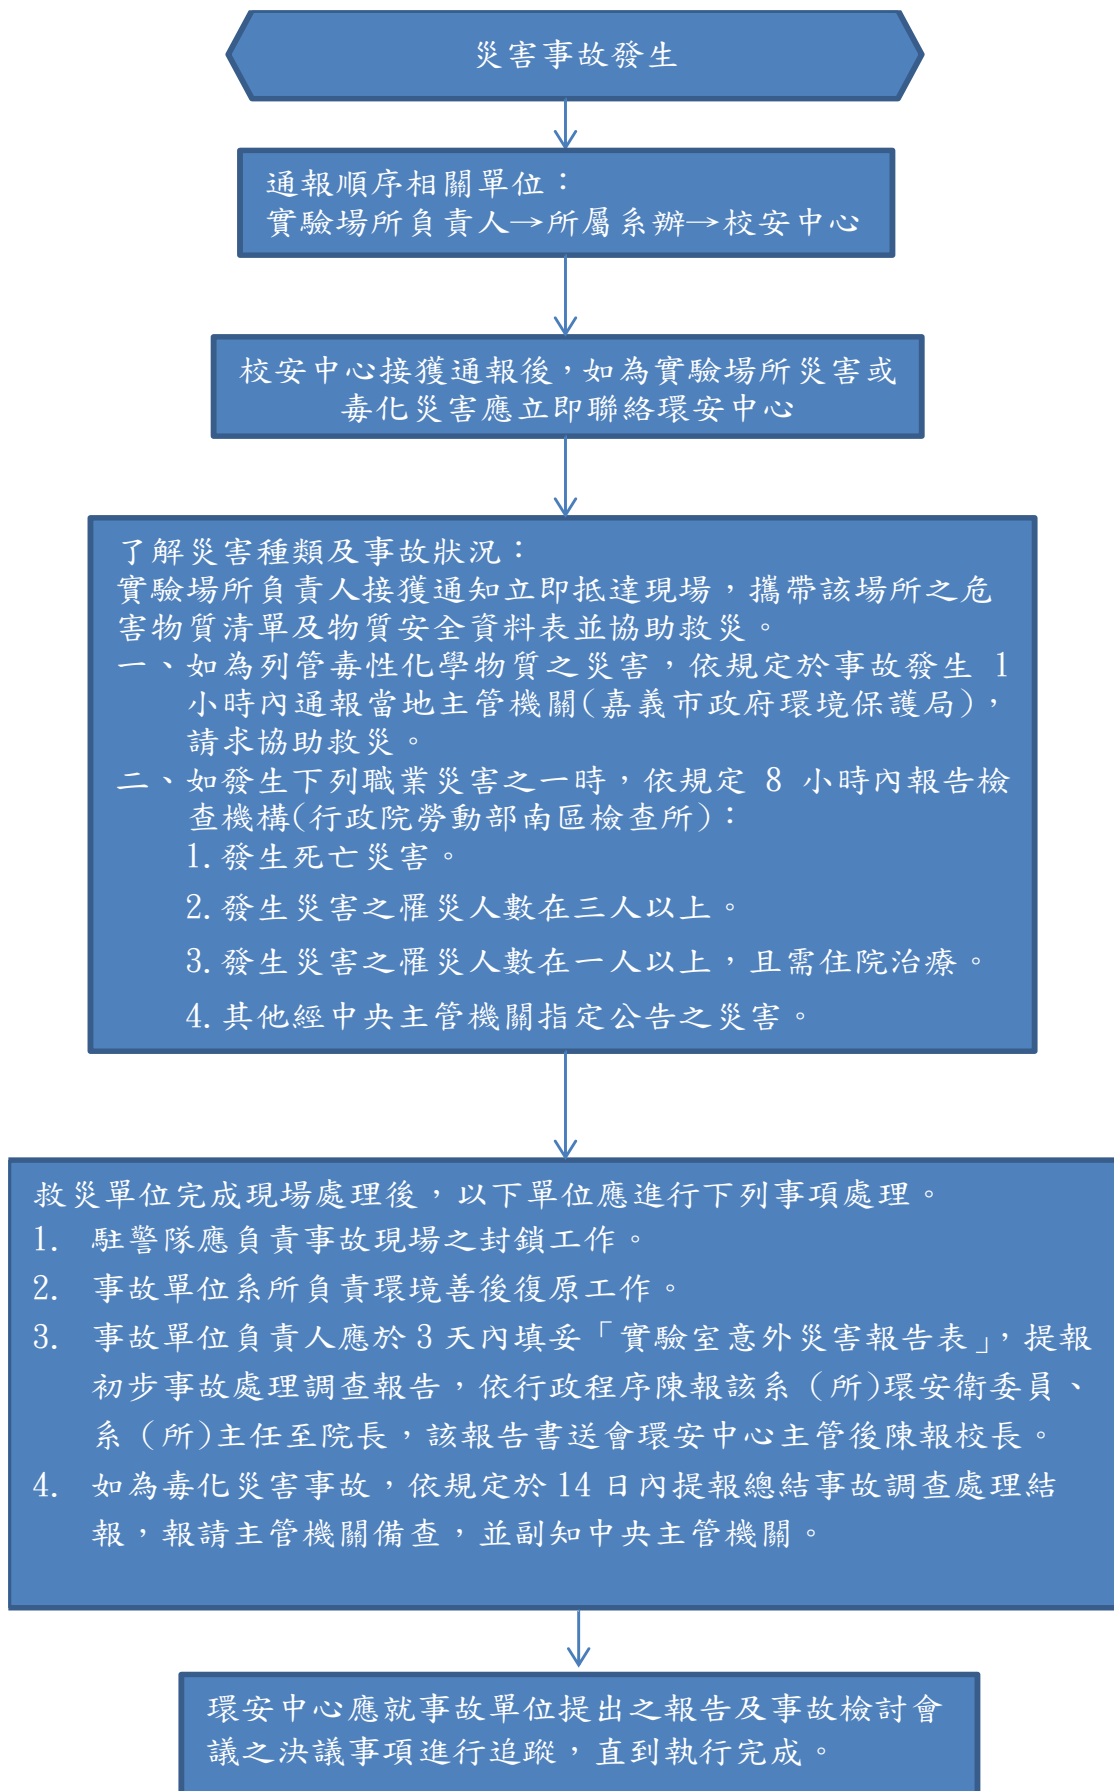 災害事故發生
通報順序相關單位：
實驗場所負責人→所屬系辦→校安中心
校安中心接獲通報後，如為實驗場所災害或
毒化災害應立即聯絡環安中心
了解災害種類及事故狀況：
實驗場所負責人接獲通知立即抵達現場，攜帶該場所之危
害物質清單及物質安全資料表並協助救災。
一、如為列管毒性化學物質之災害，依規定於事故發生 1
小時內通報當地主管機關(嘉義市政府環境保護局)，
請求協助救災。
二、如發生下列職業災害之一時，依規定 8 小時內報告檢
查機構(行政院勞動部南區檢查所)：
1.發生死亡災害。
2.發生災害之罹災人數在三人以上。
3.發生災害之罹災人數在一人以上，且需住院治療。
4.其他經中央主管機關指定公告之災害。
救災單位完成現場處理後，以下單位應進行下列事項處理。
1. 駐警隊應負責事故現場之封鎖工作。
2. 事故單位系所負責環境善後復原工作。
3. 事故單位負責人應於 3 天內填妥「實驗室意外災害報告表」，提報
初步事故處理調查報告，依行政程序陳報該系（所)環安衛委員、
系（所)主任至院長，該報告書送會環安中心主管後陳報校長。
4. 如為毒化災害事故，依規定於 14 日內提報總結事故調查處理結
報，報請主管機關備查，並副知中央主管機關。
環安中心應就事故單位提出之報告及事故檢討會
議之決議事項進行追蹤，直到執行完成。